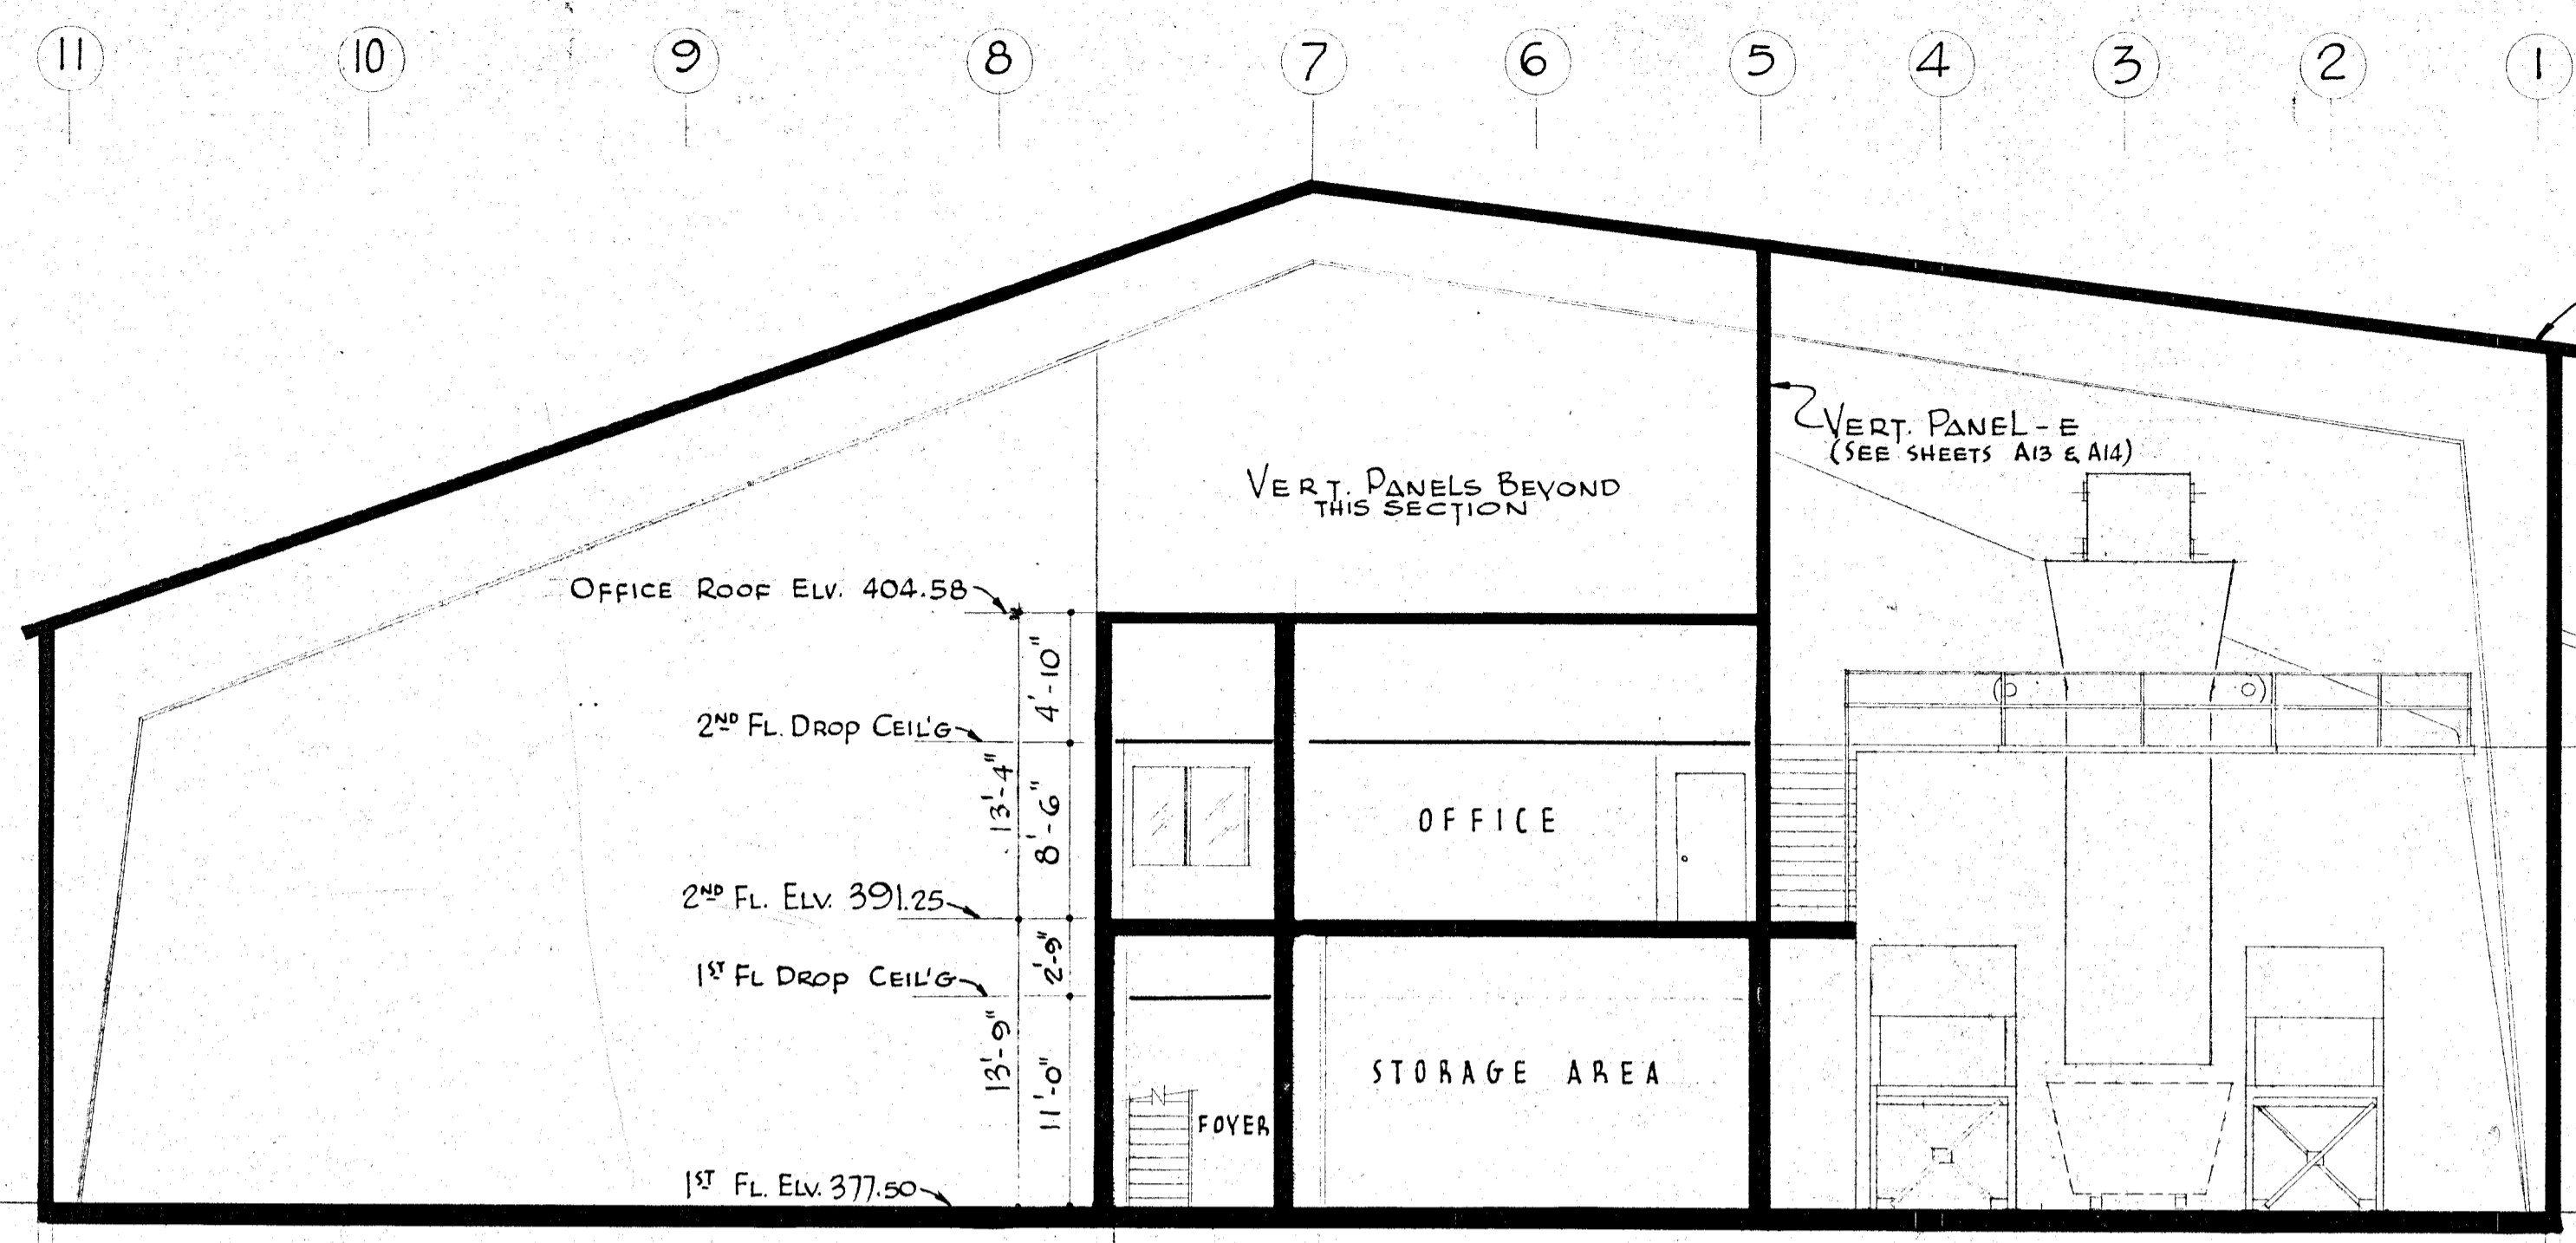 11 10 9 8 7 6 5 4 3 2 1
VERT. PANEL - E
(SEE SHEETS A13 & A14)
VERT. PANELS BEYOND
THIS SECTION
OFFICE ROOF ELV. 404.58
4'-10"
2ND FL. DROP CEIL'G
13'-4"
8'-6"
OFFICE
2ND FL. ELV. 391.25
2'-9"
1ST FL DROP CEIL'G
13'-9"
11'-0"
STORAGE AREA
FOYER
1ST FL. ELV. 377.50